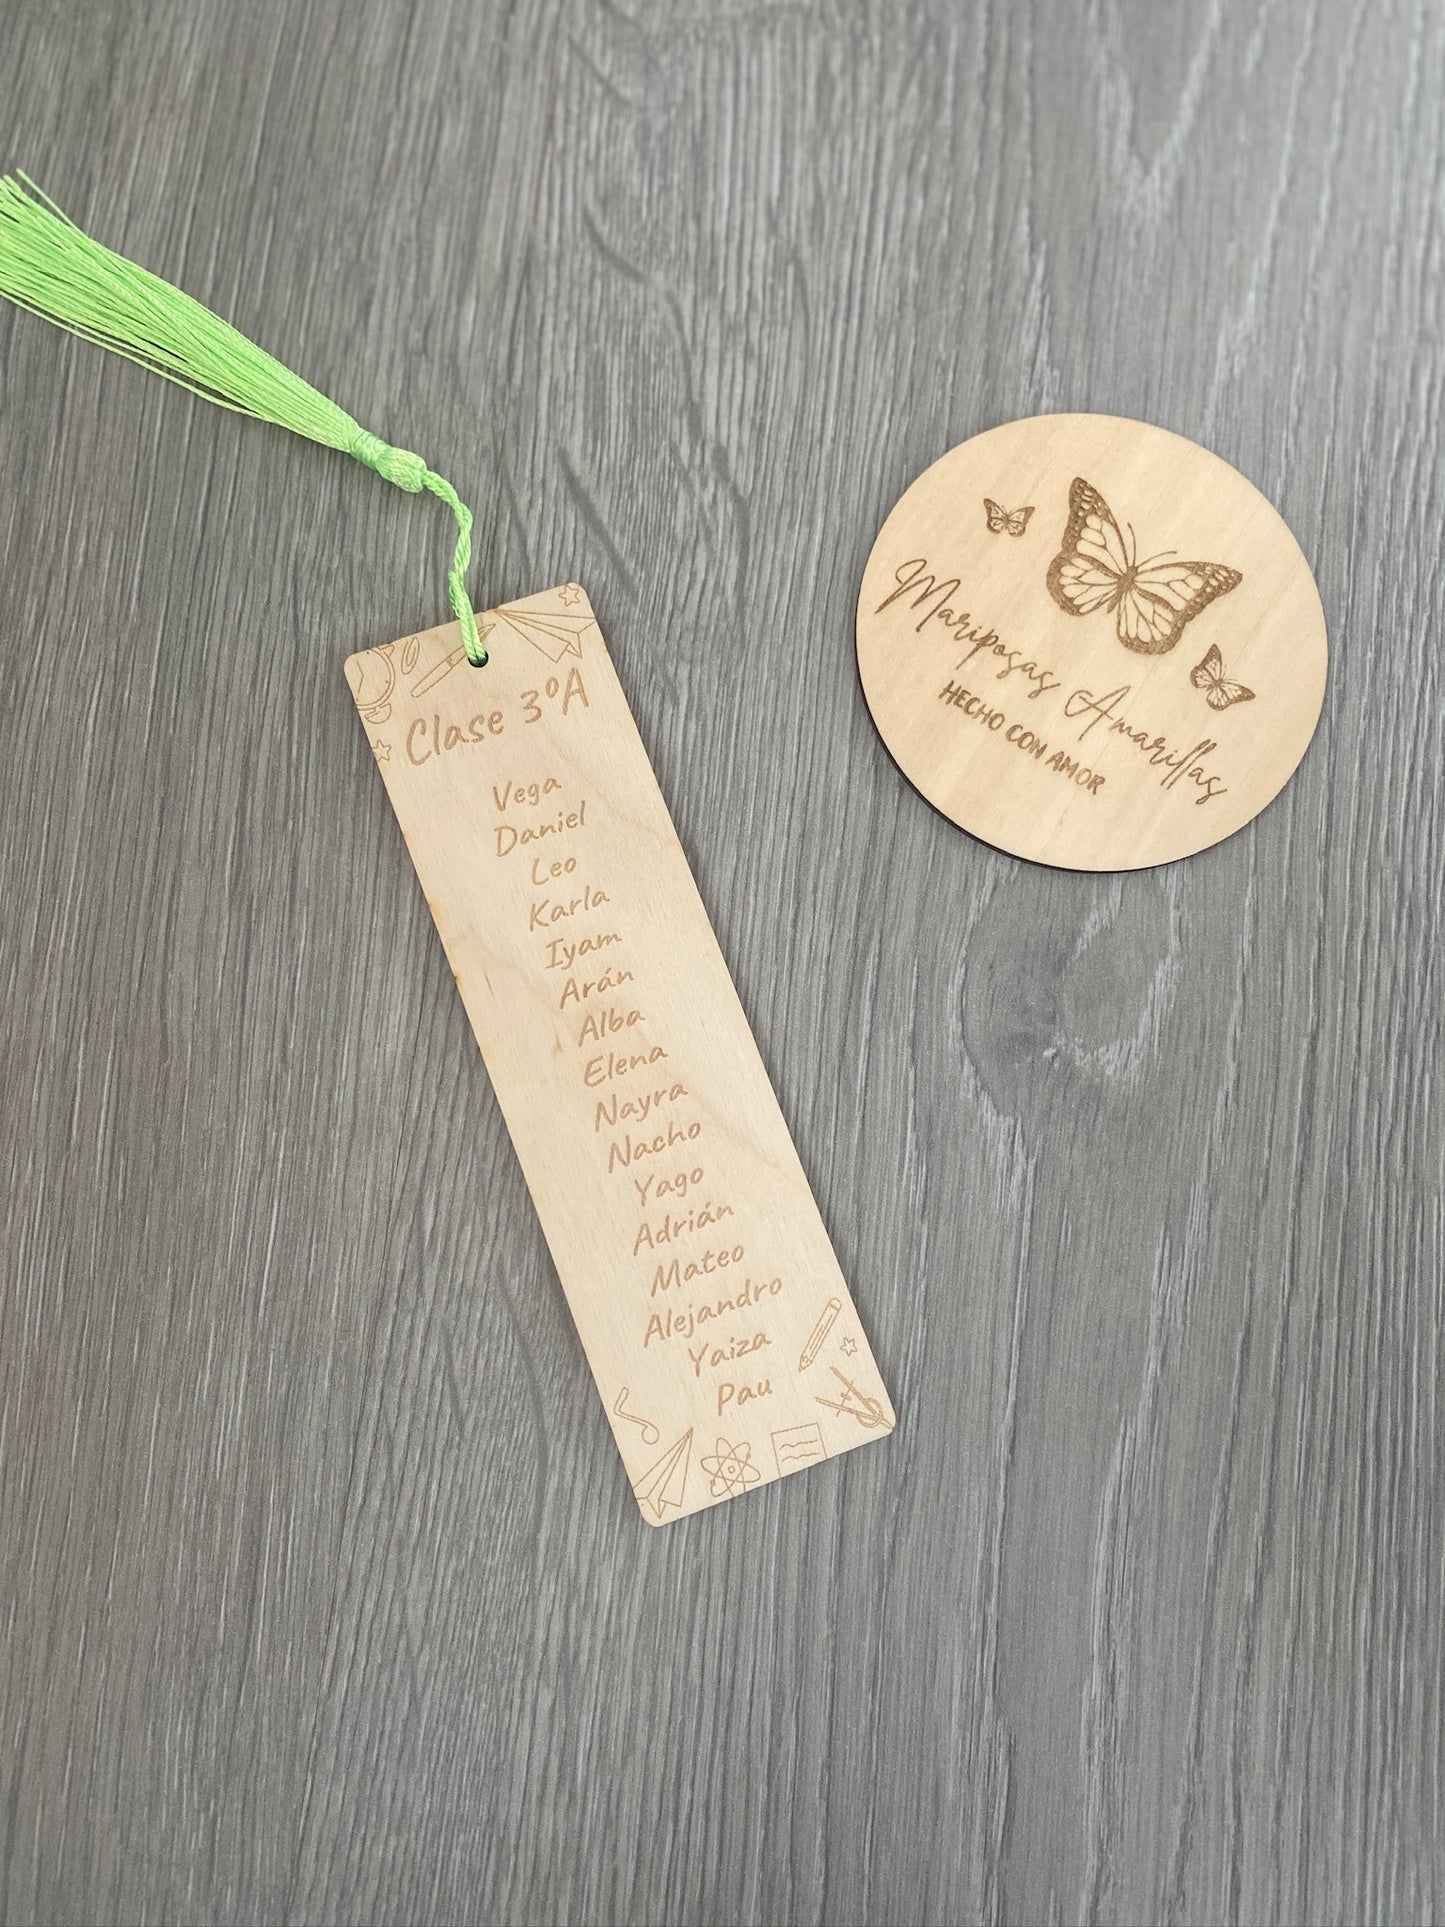 Clase 3ºA
Vega
Daniel
Leo
Karla
Iyam
Arán
Alba
Elena
Nayra
Nacho
Yago
Adrián
Mateo
Alejandro
Yaiza
Pau
Mariposas Amarillas
HECHO CON AMOR